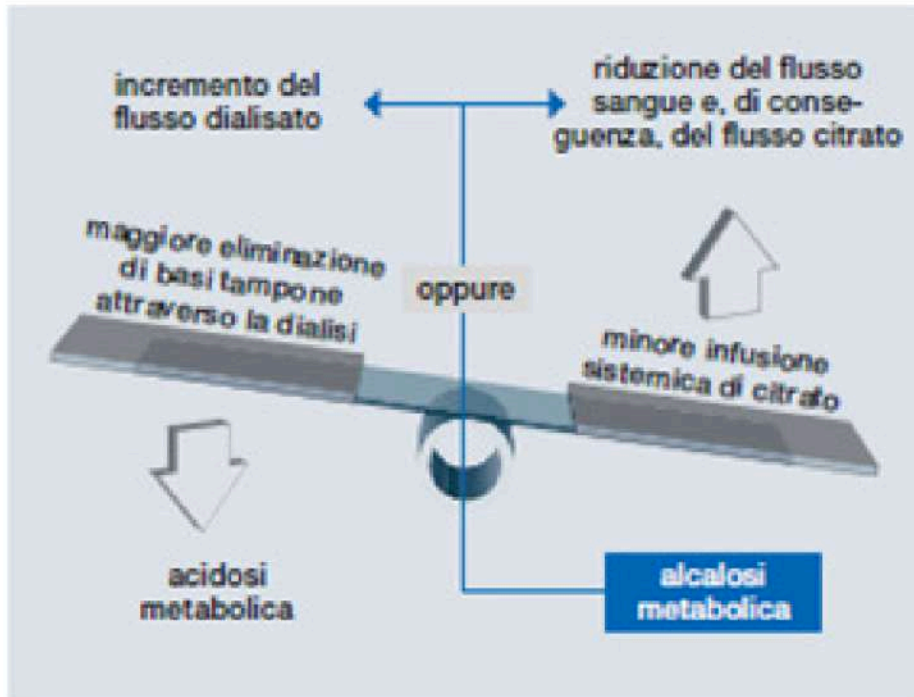 incremento del
flusso dialisato
riduzione del flusso
sangue e, di conse-
guenza, del flusso citrato
maggiore eliminazione
di basi tampone
attraverso la dialisi
oppure
minore infusione
sistemica di citrato
acidosi
metabolica
alcalosi
metabolica